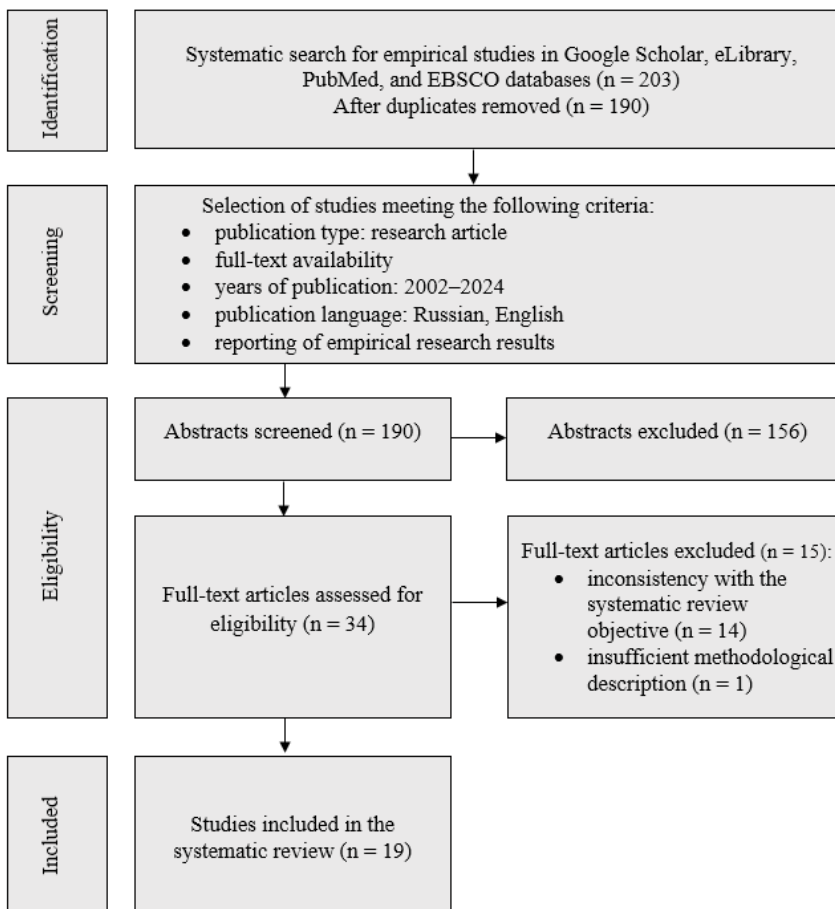 Identification
Systematic search for empirical studies in Google Scholar, eLibrary,
PubMed, and EBSCO databases (n = 203)
After duplicates removed (n = 190)
Screening
Selection of studies meeting the following criteria:
• publication type: research article
• full-text availability
• years of publication: 2002–2024
• publication language: Russian, English
• reporting of empirical research results
Eligibility
Abstracts screened (n = 190)
Abstracts excluded (n = 156)
Full-text articles assessed for
eligibility (n = 34)
Full-text articles excluded (n = 15):
• inconsistency with the
systematic review
objective (n = 14)
• insufficient methodological
description (n = 1)
Included
Studies included in the
systematic review (n = 19)